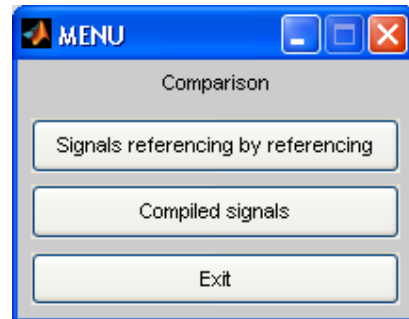 MENU
Comparison
Signals referencing by referencing
Compiled signals
Exit